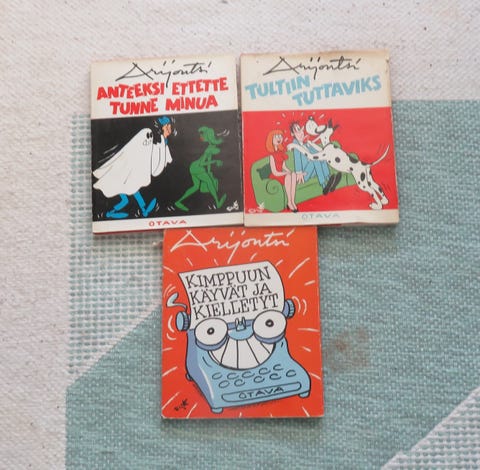 Arijoutsi
ANTEEKSI ETTETTE
TUNNE MINUA
OTAVA
Arijoutsi
TULTIIN
TUTTAVIKS
OTAVA
Arijoutsi
KIMPPUUN
KÄYVÄT JA
KIELLETYT
OTAVA